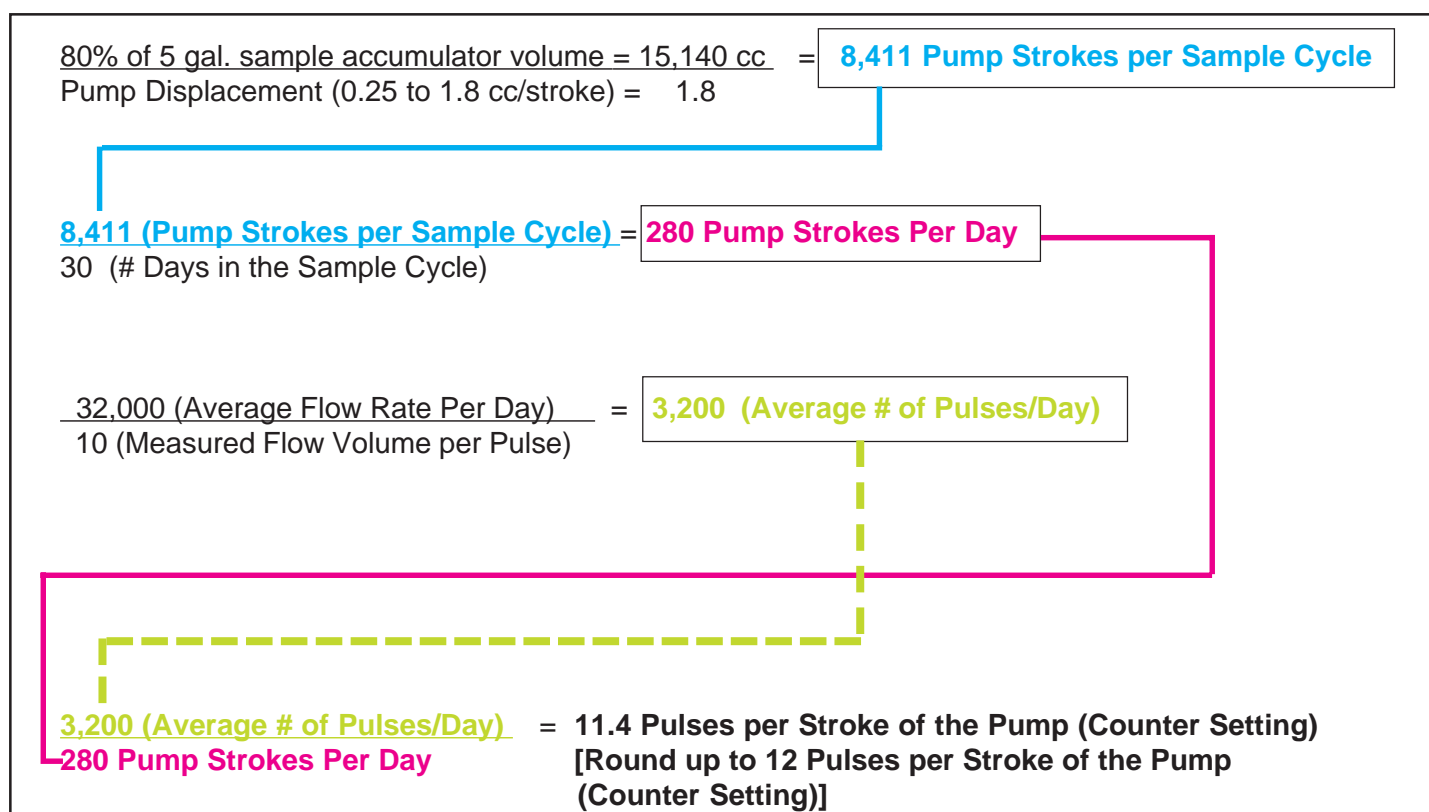 80% of 5 gal. sample accumulator volume = 15,140 cc = 8,411 Pump Strokes per Sample Cycle
Pump Displacement (0.25 to 1.8 cc/stroke) = 1.8
8,411 (Pump Strokes per Sample Cycle) = 280 Pump Strokes Per Day
30 (# Days in the Sample Cycle)
32,000 (Average Flow Rate Per Day) = 3,200 (Average # of Pulses/Day)
10 (Measured Flow Volume per Pulse)
3,200 (Average # of Pulses/Day) = 11.4 Pulses per Stroke of the Pump (Counter Setting)
280 Pump Strokes Per Day [Round up to 12 Pulses per Stroke of the Pump
(Counter Setting)]